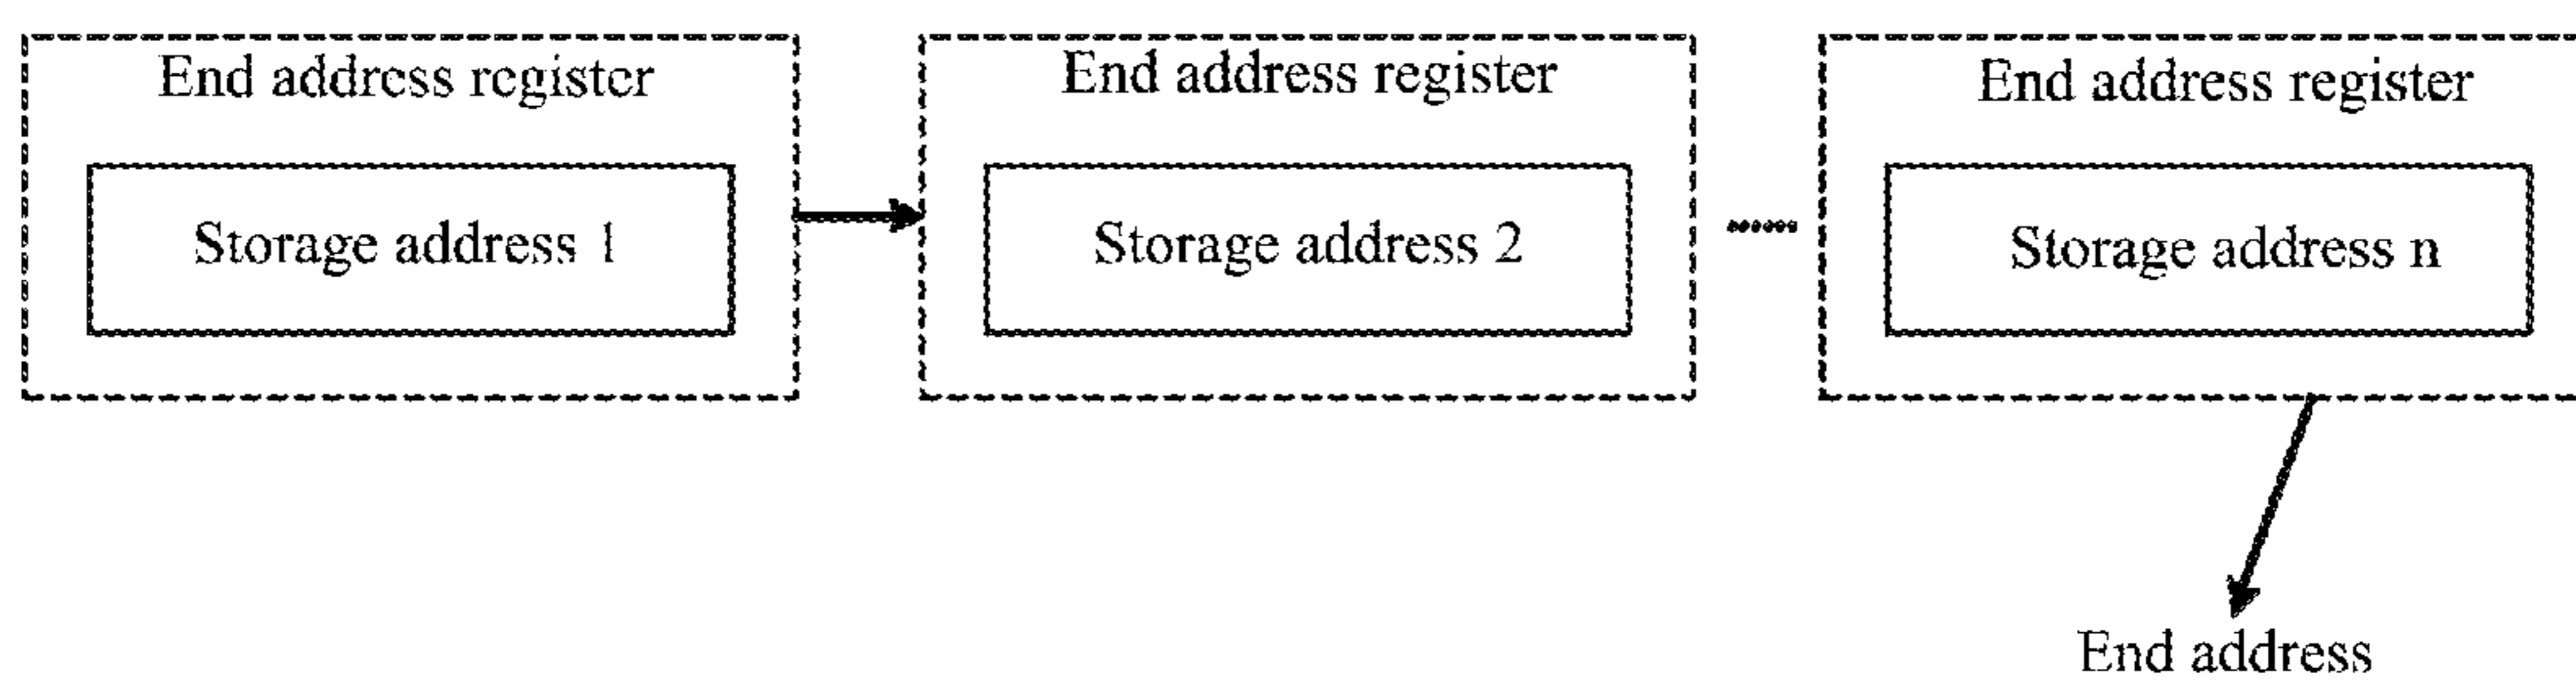 End address register
End address register
End address register
Storage address 1
Storage address 2
......
Storage address n
End address